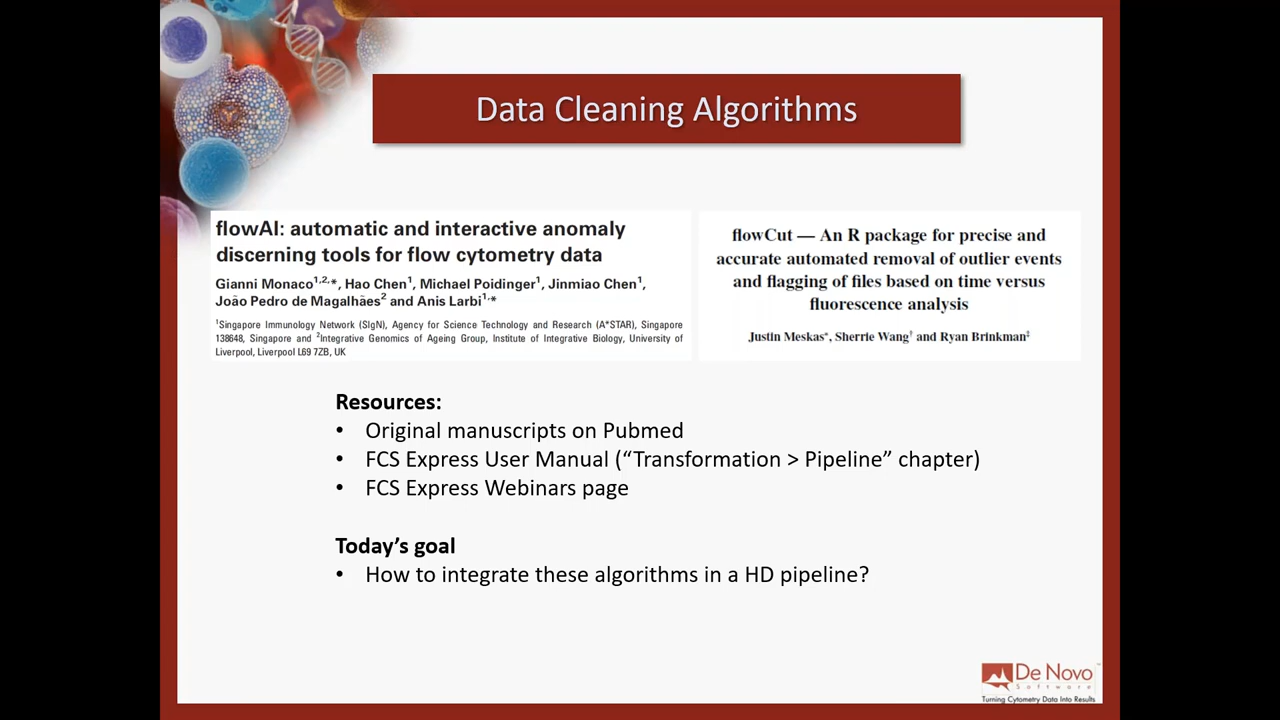 Data Cleaning Algorithms
flowAI: automatic and interactive anomaly
discerning tools for flow cytometry data
Gianni Monaco1,2,*, Hao Chen1, Michael Poidinger1, Jinmiao Chen1,
João Pedro de Magalhães2 and Anis Larbi1,*
1Singapore Immunology Network (SIgN), Agency for Science Technology and Research (A*STAR), Singapore
138648, Singapore and 2Integrative Genomics of Ageing Group, Institute of Integrative Biology, University of
Liverpool, Liverpool L69 7ZB, UK
flowCut — An R package for precise and
accurate automated removal of outlier events
and flagging of files based on time versus
fluorescence analysis
Justin Meskas*, Sherrie Wang† and Ryan Brinkman‡
Resources:
• Original manuscripts on Pubmed
• FCS Express User Manual (“Transformation > Pipeline” chapter)
• FCS Express Webinars page
Today’s goal
• How to integrate these algorithms in a HD pipeline?
De Novo
Software
Turning Cytometry Data Into Results